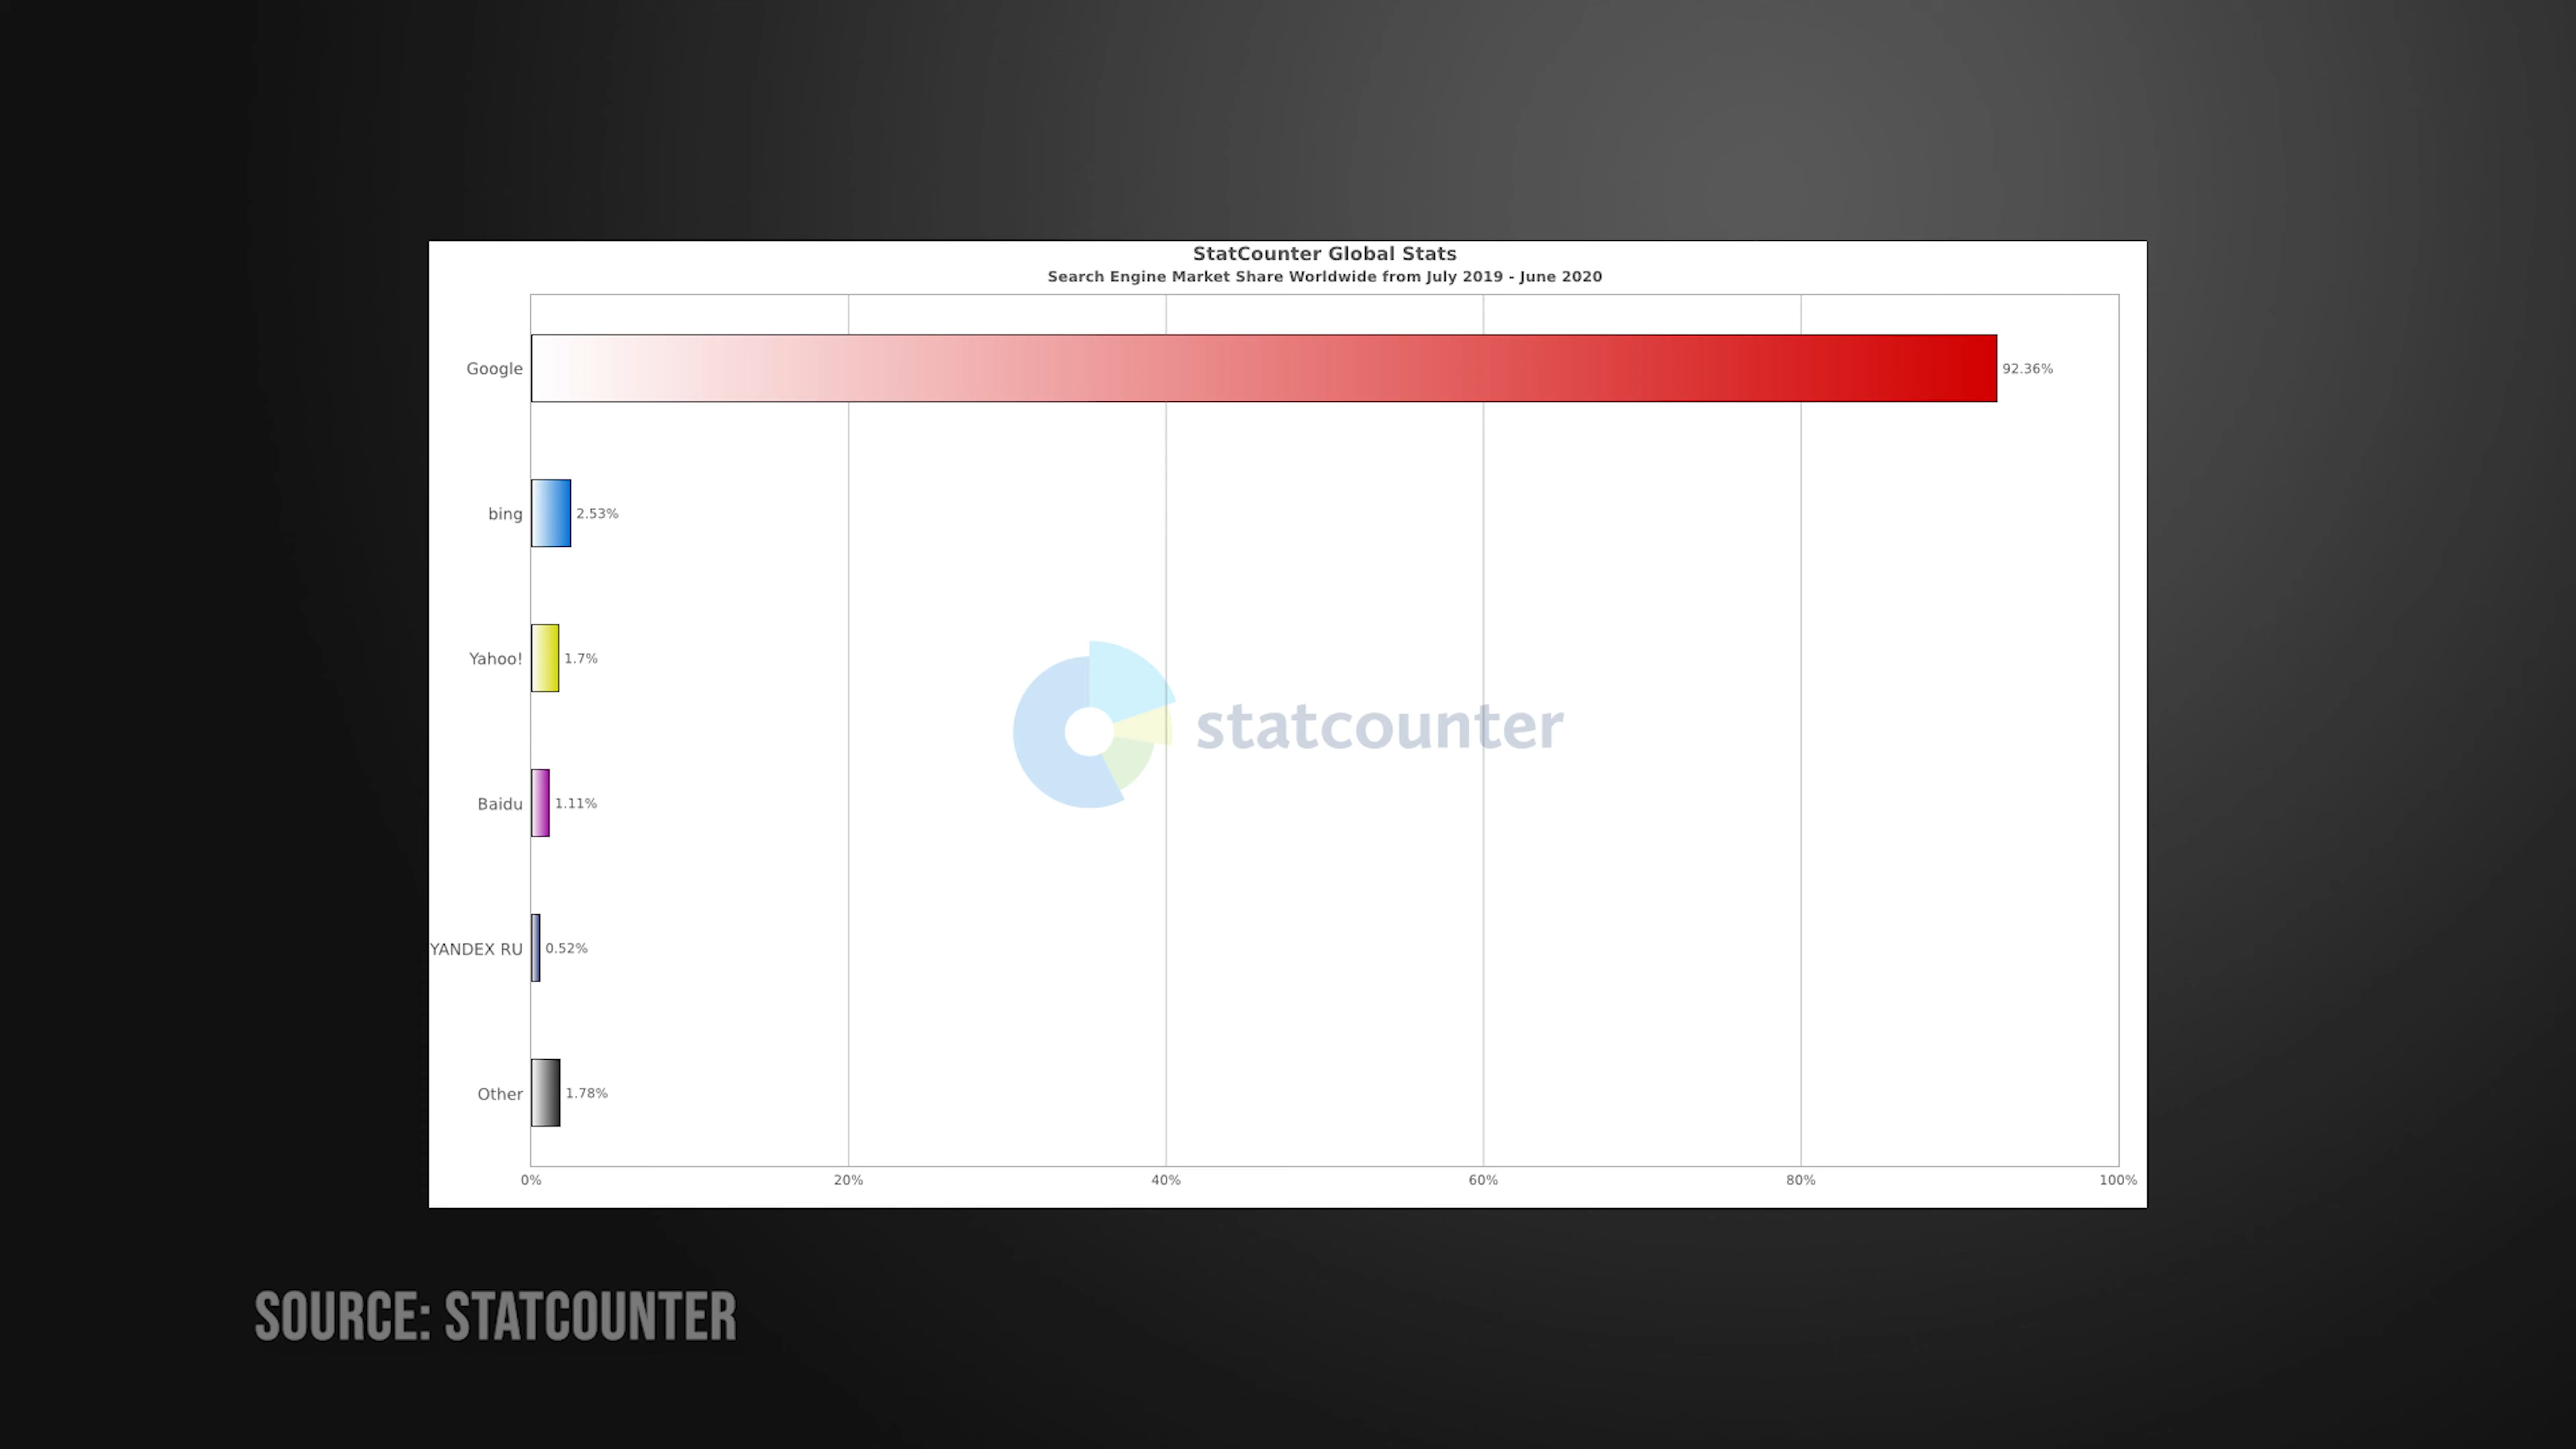 StatCounter Global Stats
Search Engine Market Share Worldwide from July 2019 - June 2020
Google 92.36%
bing 2.53%
Yahoo! 1.7%
statcounter
Baidu 1.11%
YANDEX RU 0.52%
Other 1.78%
0% 20% 40% 60% 80% 100%
SOURCE: STATCOUNTER